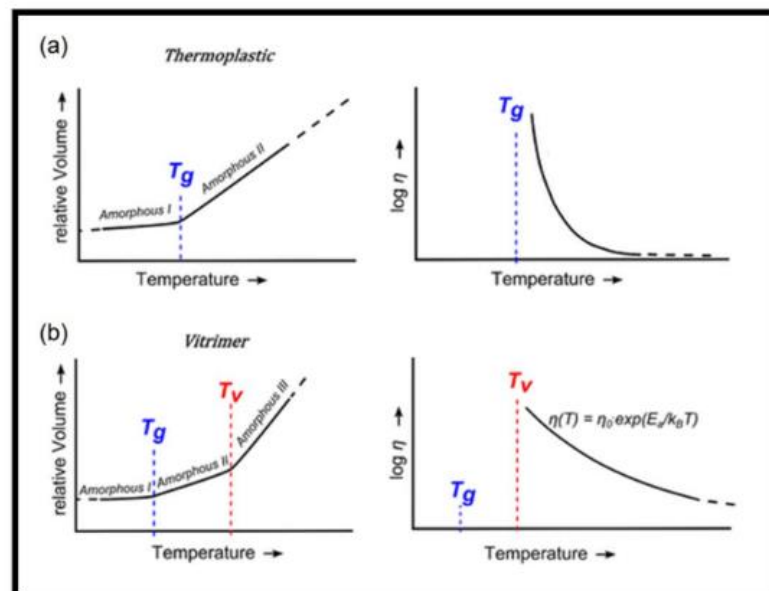 (a)
Thermoplastic
relative Volume →
Amorphous I
Tg
Amorphous II
Temperature →
log η →
Tg
Temperature →
(b)
Vitrimer
relative Volume →
Amorphous I
Tg
Amorphous II
Tv
Amorphous III
Temperature →
log η →
Tg
Tv
η(T) = η₀·exp(Eₐ/k_BT)
Temperature →